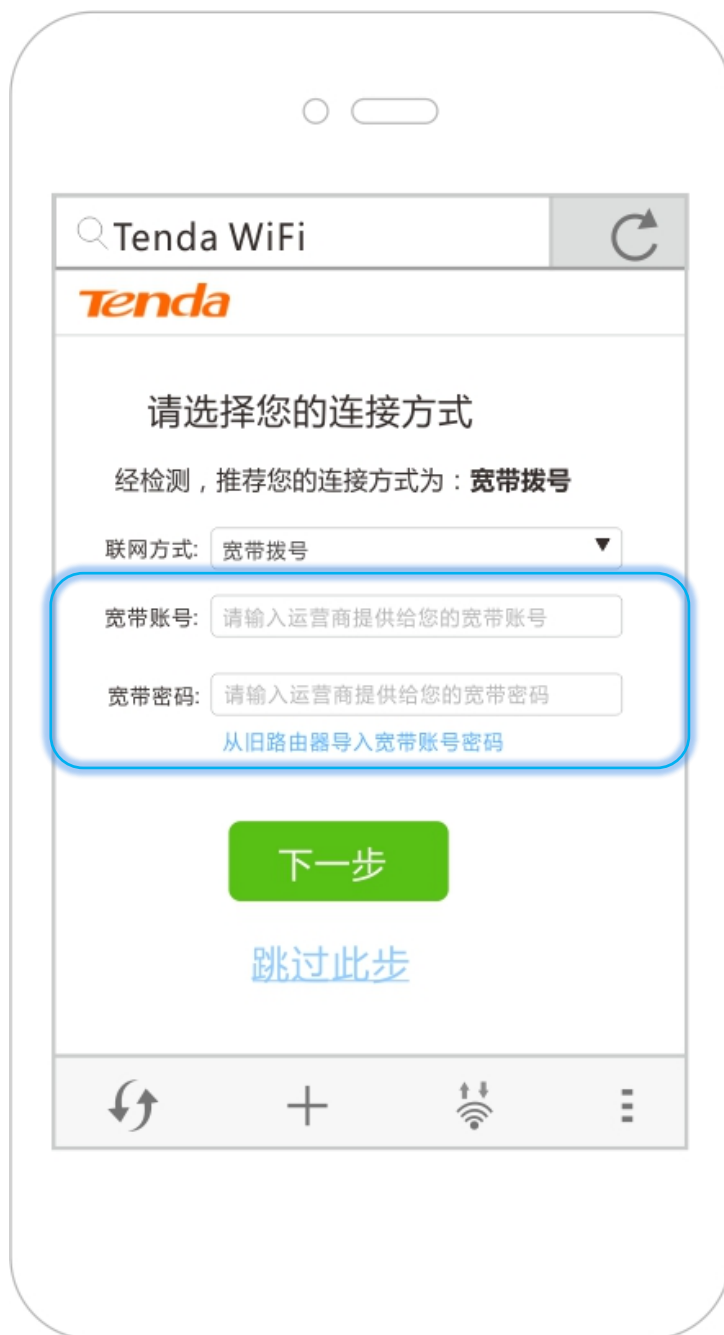 Tenda WiFi
Tenda
请选择您的连接方式
经检测，推荐您的连接方式为：宽带拨号
联网方式: 宽带拨号
宽带账号: 请输入运营商提供给您的宽带账号
宽带密码: 请输入运营商提供给您的宽带密码
从旧路由器导入宽带账号密码
下一步
跳过此步